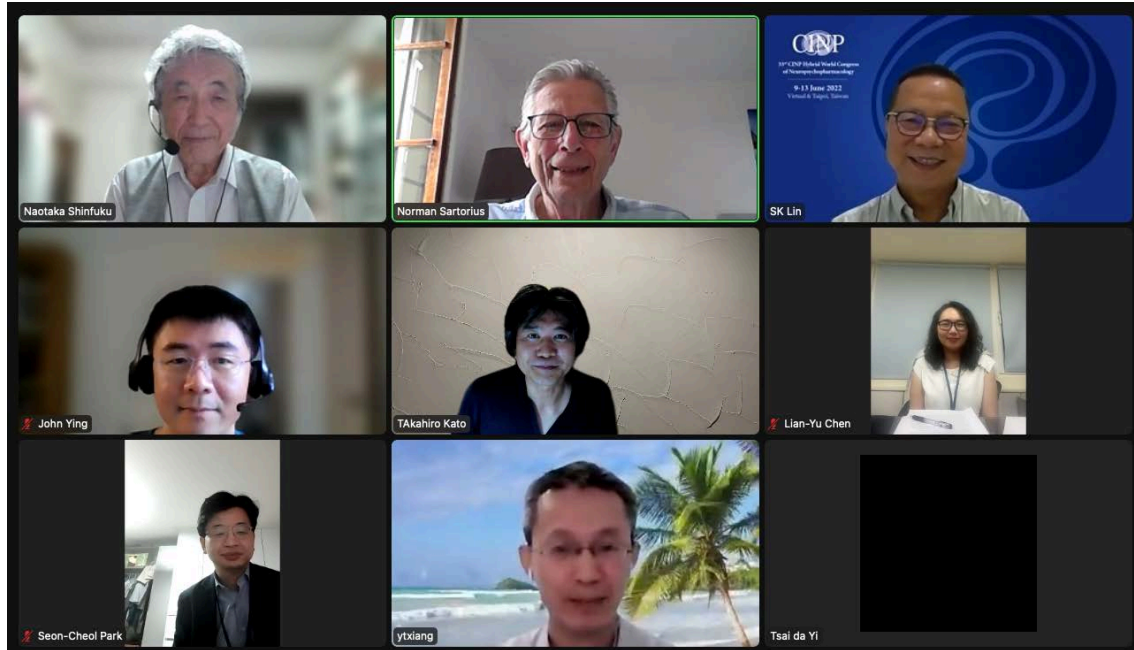 Naotaka Shinfuku
Norman Sartorius
CINP
33rd CINP Hybrid World Congress
of Neuropsychopharmacology
9-13 June 2022
Virtual & Taipei, Taiwan
SK Lin
John Ying
TAkahiro Kato
Lian-Yu Chen
Seon-Cheol Park
ytxiang
Tsai da Yi